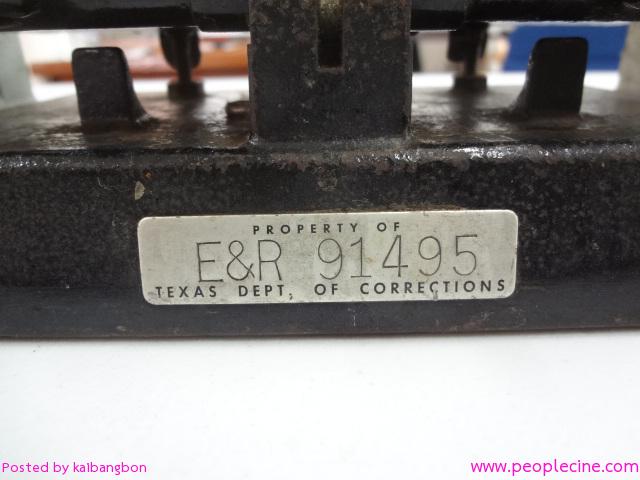 PROPERTY OF
E&R 91495
TEXAS DEPT, OF CORRECTIONS
Posted by kaibangbon
www.peoplecine.com